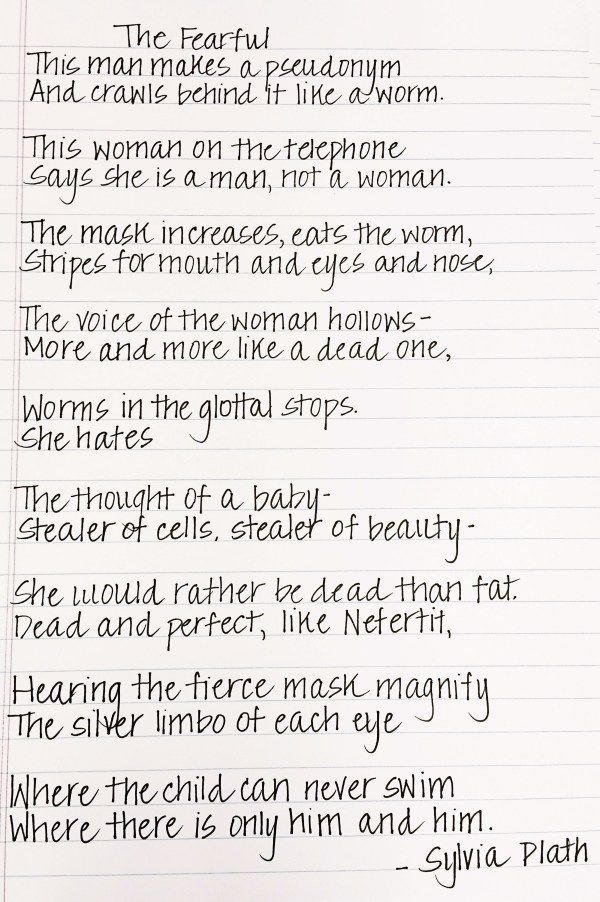 The Fearful
This man makes a pseudonym
And crawls behind it like a worm.
This woman on the telephone
Says she is a man, not a woman.
The mask increases, eats the worm,
Stripes for mouth and eyes and nose,
The voice of the woman hollows-
More and more like a dead one,
Worms in the glottal stops.
She hates
The thought of a baby-
Stealer of cells, stealer of beauty-
She would rather be dead than fat.
Dead and perfect, like Nefertit,
Hearing the fierce mask magnify
The silver limbo of each eye
Where the child can never swim
Where there is only him and him.
- Sylvia Plath